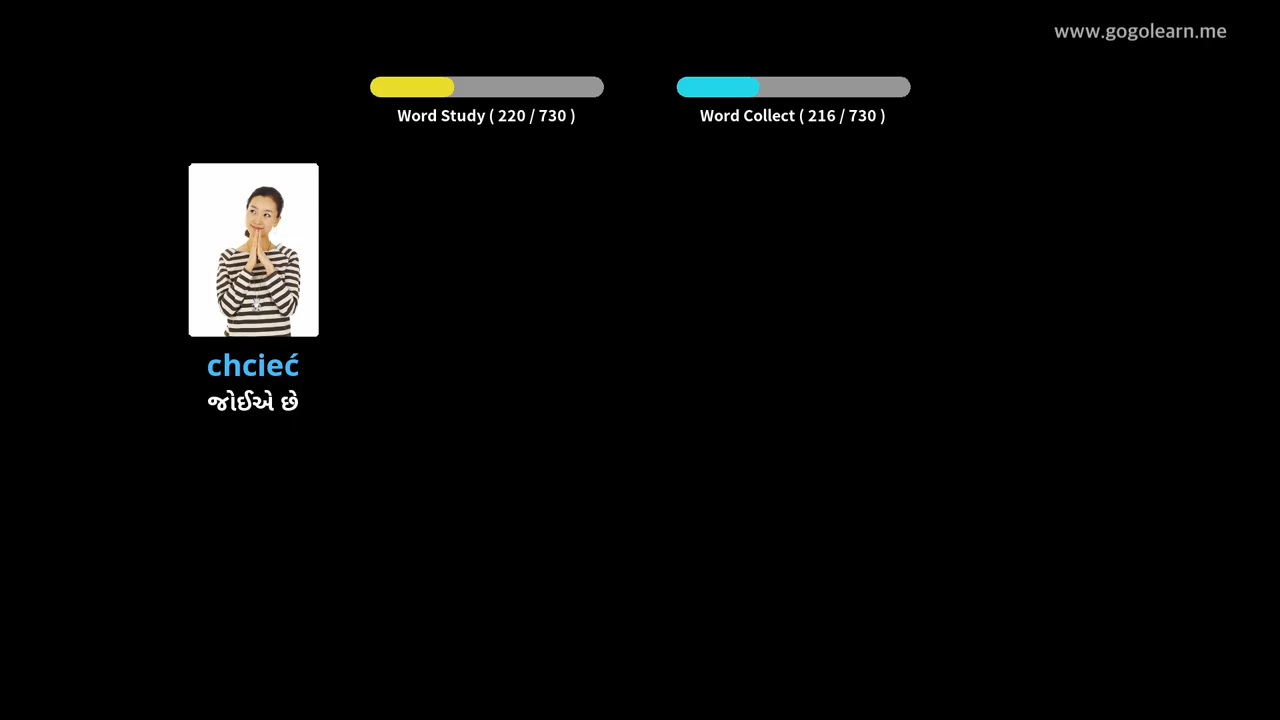 www.gogolearn.me
Word Study ( 220 / 730 )
Word Collect ( 216 / 730 )
chcieć
જોઈએ છે